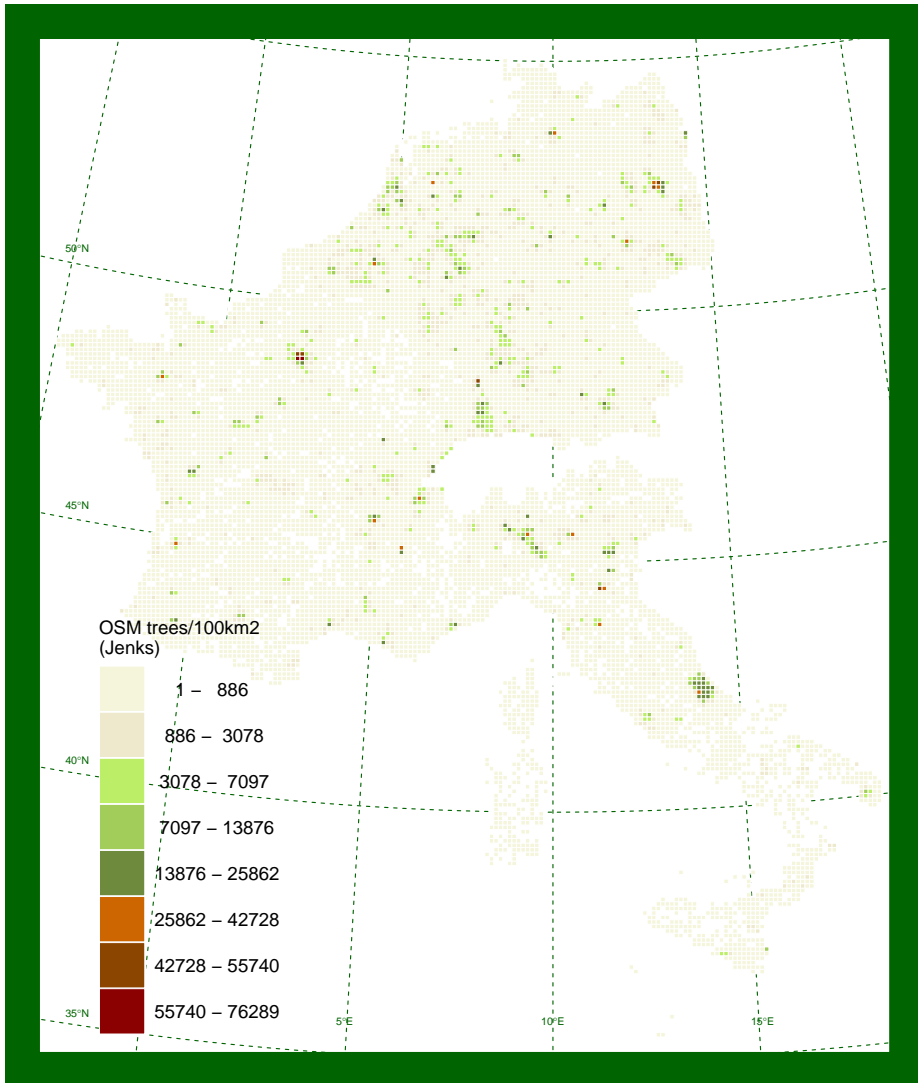 50°N
45°N
OSM trees/100km2
(Jenks)
1 – 886
886 – 3078
40°N
3078 – 7097
7097 – 13876
13876 – 25862
25862 – 42728
42728 – 55740
55740 – 76289
35°N
5°E
10°E
15°E